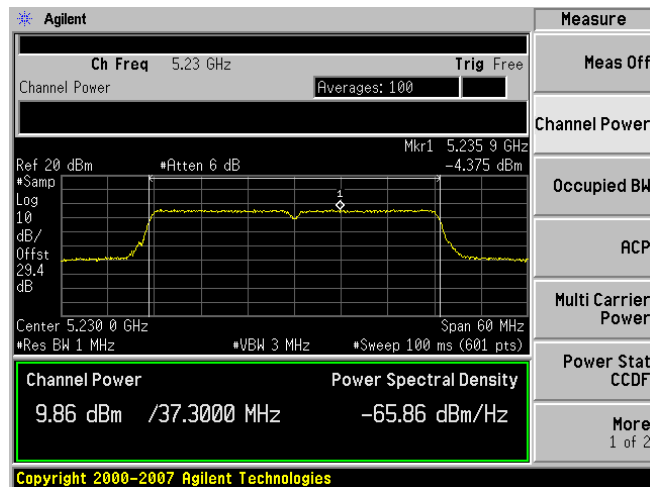 Agilent
Measure
Ch Freq 5.23 GHz Trig Free
Meas Off
Channel Power Averages: 100
Channel Power
Mkr1 5.235 9 GHz
Ref 20 dBm #Atten 6 dB -4.375 dBm
#Samp
Log
10
dB/
Offst
29.4
dB
1
Occupied BW
ACP
Multi Carrier
Power
Center 5.230 0 GHz Span 60 MHz
#Res BW 1 MHz #VBW 3 MHz #Sweep 100 ms (601 pts)
Power Stat
CCDF
Channel Power Power Spectral Density
9.86 dBm /37.3000 MHz -65.86 dBm/Hz
More
1 of 2
Copyright 2000-2007 Agilent Technologies